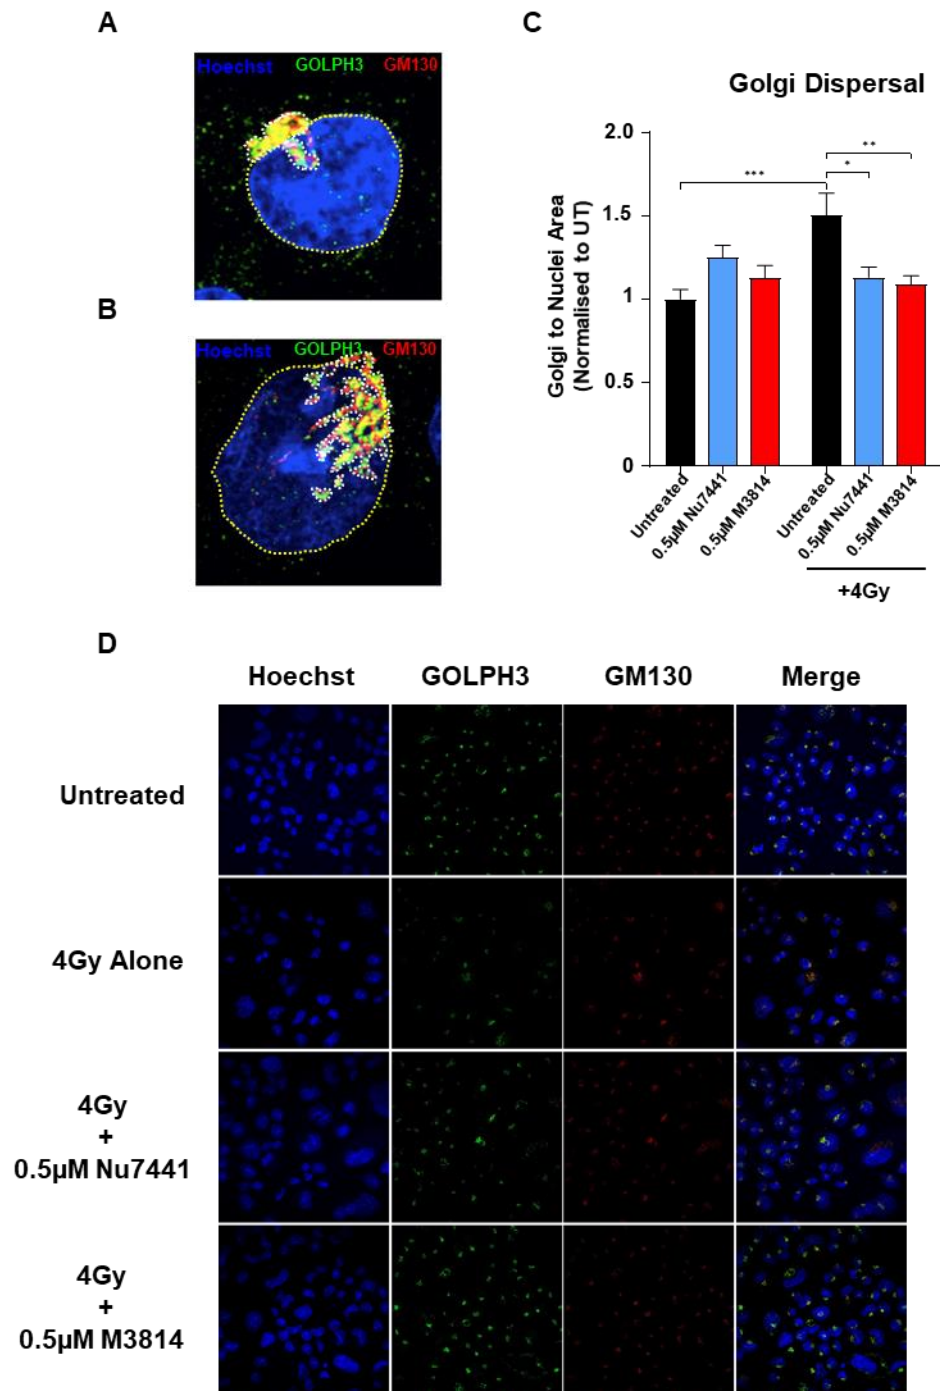 A
Hoechst GOLPH3 GM130
B
Hoechst GOLPH3 GM130
C
Golgi Dispersal
Golgi to Nuclei Area
(Normalised to UT)
2.0
1.5
1
0.5
0
***
*
**
Untreated
0.5µM Nu7441
0.5µM M3814
Untreated
0.5µM Nu7441
0.5µM M3814
+4Gy
D
Hoechst GOLPH3 GM130 Merge
Untreated
4Gy Alone
4Gy
+
0.5µM Nu7441
4Gy
+
0.5µM M3814